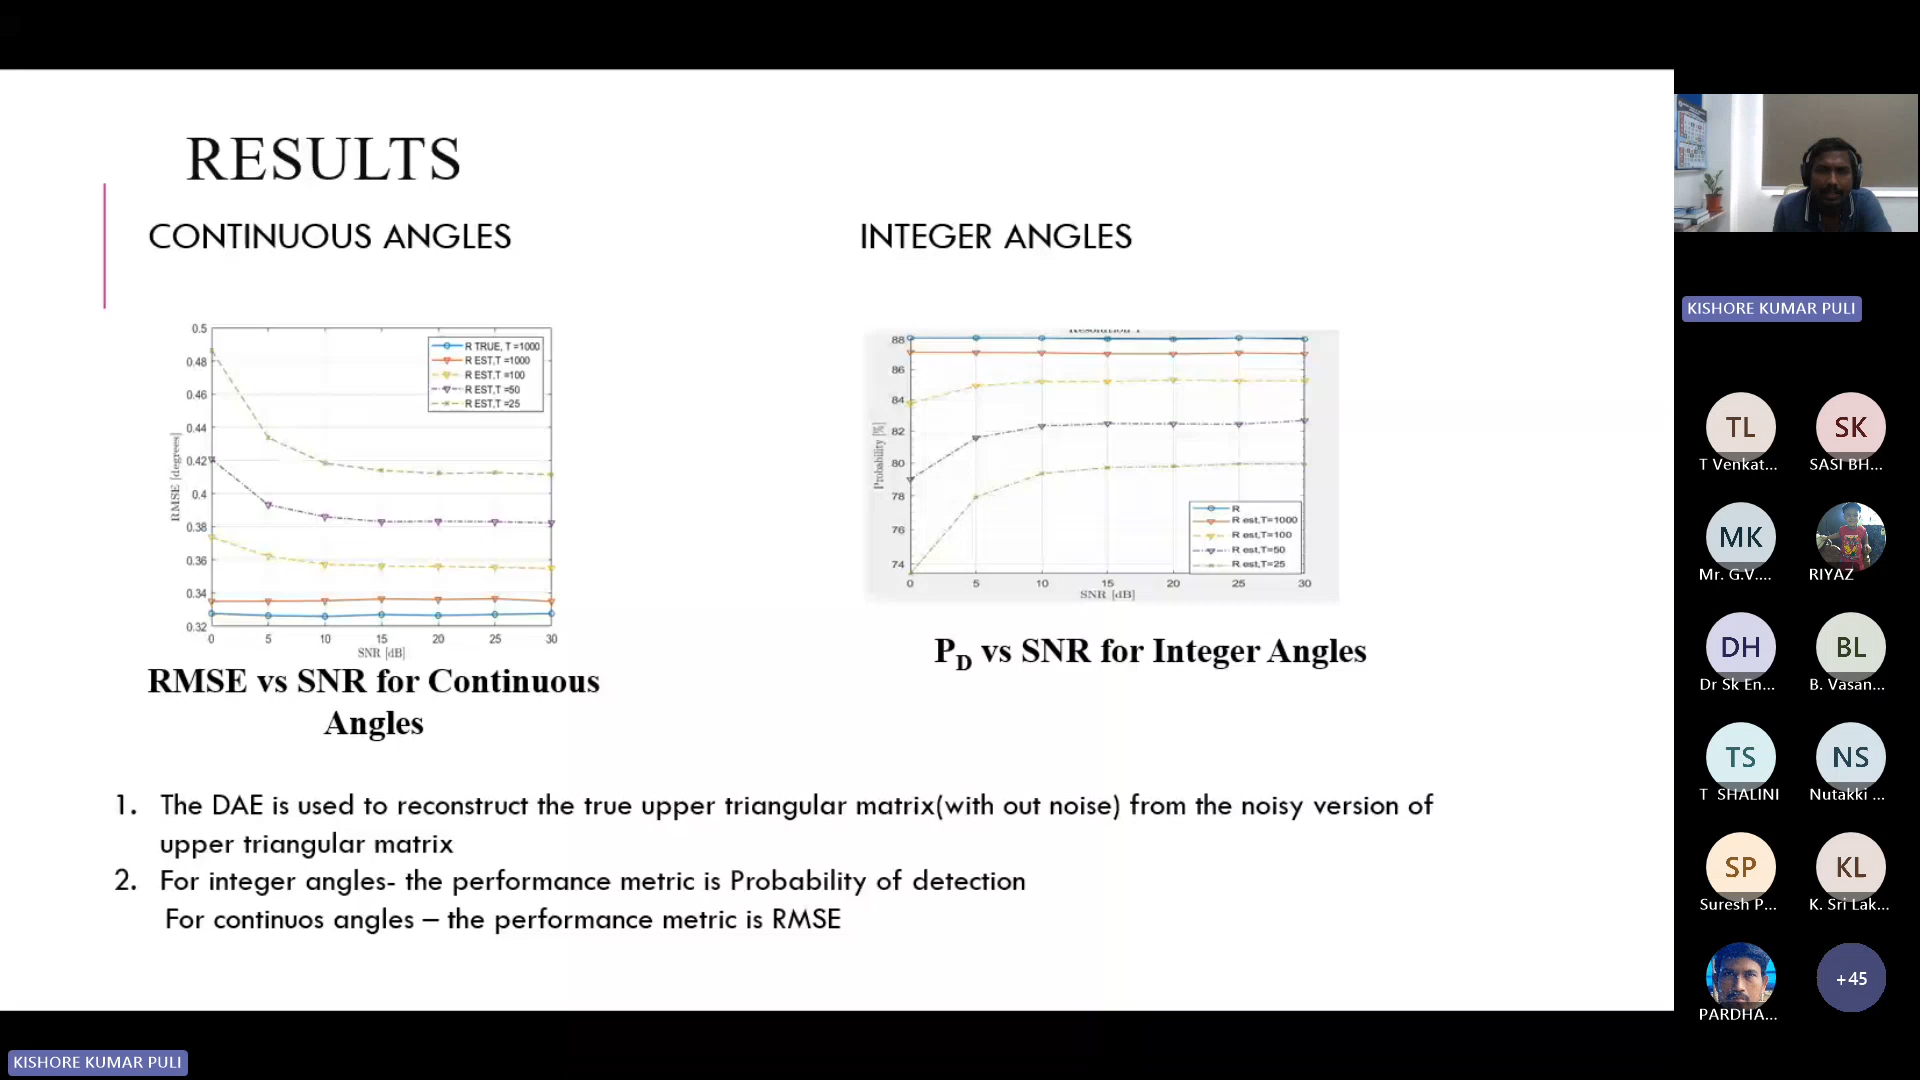 RESULTS
CONTINUOUS ANGLES
INTEGER ANGLES
0.5
0.48
0.46
0.44
0.42
0.4
0.38
0.36
0.34
0.32
RMSE [degrees]
R TRUE, T =1000
R EST,T =1000
R EST,T =100
R EST,T =50
R EST,T =25
0 5 10 15 20 25 30
SNR [dB]
RMSE vs SNR for Continuous
Angles
88
86
84
82
80
78
76
74
Probability [%]
R
R est,T=1000
R est,T=100
R est,T=50
R est,T=25
0 5 10 15 20 25 30
SNR [dB]
PD vs SNR for Integer Angles
1. The DAE is used to reconstruct the true upper triangular matrix(with out noise) from the noisy version of
upper triangular matrix
2. For integer angles- the performance metric is Probability of detection
For continuos angles – the performance metric is RMSE
KISHORE KUMAR PULI
TL
T Venkat...
SK
SASI BH...
MK
Mr. G.V....
RIYAZ
DH
Dr Sk En...
BL
B. Vasan...
TS
T SHALINI
NS
Nutakki ...
SP
Suresh P...
KL
K. Sri Lak...
PARDHA...
+45
KISHORE KUMAR PULI